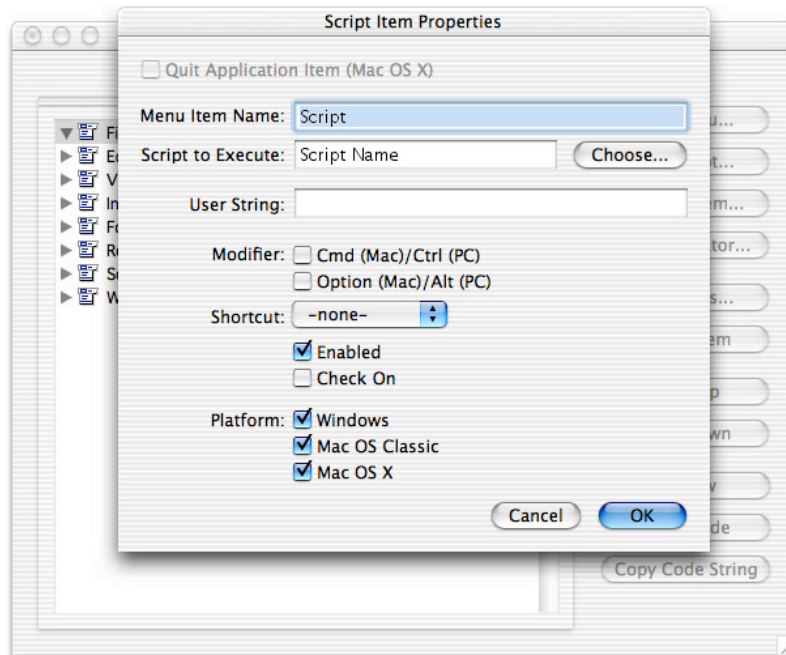 Script Item Properties
Quit Application Item (Mac OS X)
Menu Item Name: Script
Script to Execute: Script Name Choose...
User String:
Modifier: Cmd (Mac)/Ctrl (PC)
Option (Mac)/Alt (PC)
Shortcut: -none-
Enabled
Check On
Platform: Windows
Mac OS Classic
Mac OS X
Cancel OK
Copy Code String